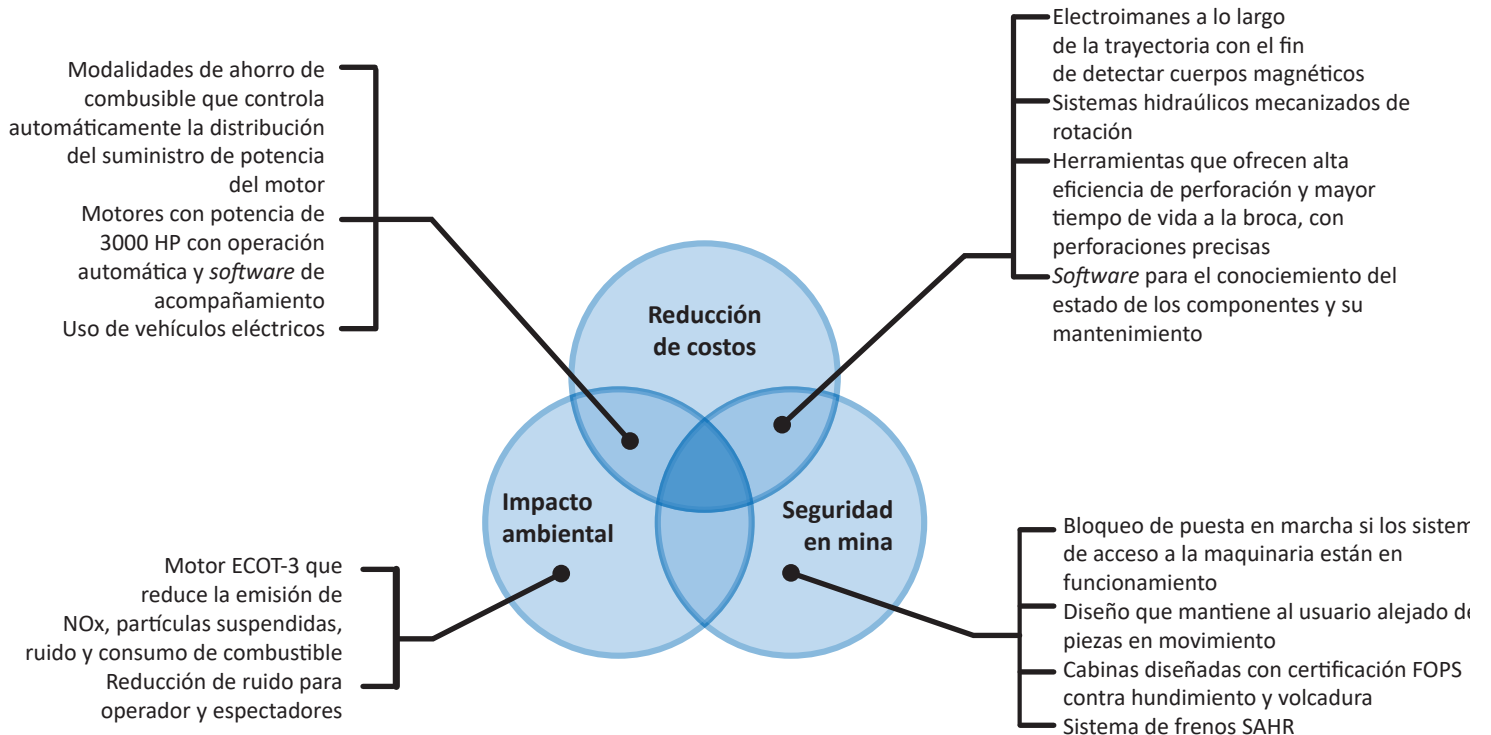 Modalidades de ahorro de
combusible que controla
automáticamente la distribución
del suministro de potencia
del motor
Motores con potencia de
3000 HP con operación
automática y software de
acompañamiento
Uso de vehículos eléctricos
Electroimanes a lo largo
de la trayectoria con el fin
de detectar cuerpos magnéticos
Sistemas hidraúlicos mecanizados de
rotación
Herramientas que ofrecen alta
eficiencia de perforación y mayor
tiempo de vida a la broca, con
perforaciones precisas
Software para el conociemiento del
estado de los componentes y su
mantenimiento
Reducción
de costos
Impacto
ambiental
Seguridad
en mina
Motor ECOT-3 que
reduce la emisión de
NOx, partículas suspendidas,
ruido y consumo de combustible
Reducción de ruido para
operador y espectadores
Bloqueo de puesta en marcha si los
de acceso a la maquinaria están en
funcionamiento
Diseño que mantiene al usuario alejado
piezas en movimiento
Cabinas diseñadas con certificación FOPS
contra hundimiento y volcadura
Sistema de frenos SAHR